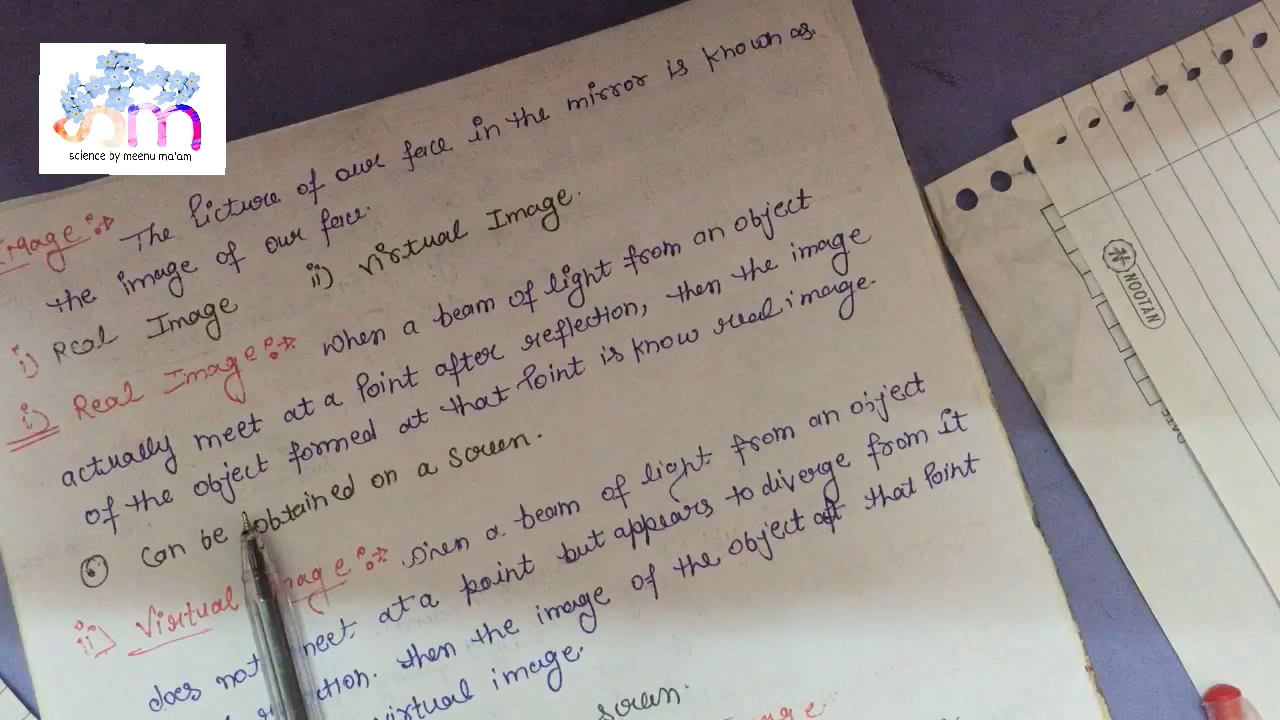 science by meenu ma'am
Image:⇒ The Picture of our face in the mirror is known as
the image of our face.
i) Real Image ii) Virtual Image.
i) Real Image:⇒ When a beam of light from an object
actually meet at a Point after reflection, then the image
of the object formed at that Point is know real image.
can be obtained on a screen.
ii) Virtual Image:⇒ when a beam of light from an object
does not meet at a point but appears to diverge from it
then the image of the object at that Point
virtual image.
screen.
NOOTAN